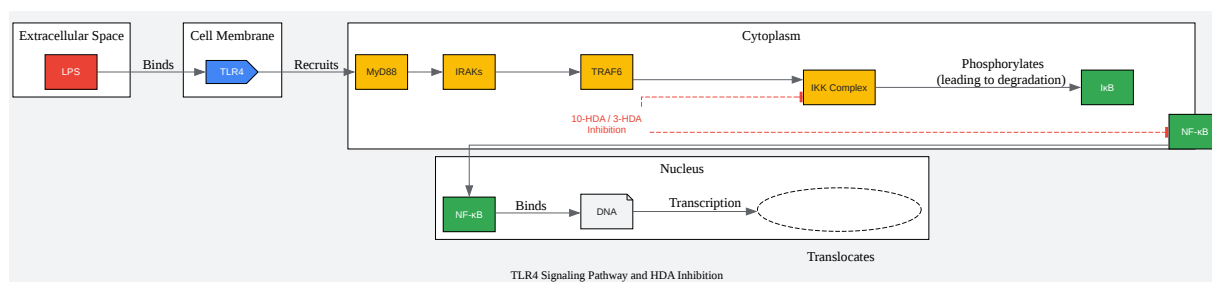 Extracellular Space
Cell Membrane
Cytoplasm
LPS
Binds
TLR4
Recruits
MyD88
IRAKs
TRAF6
IKK Complex
Phosphorylates
(leading to degradation)
IκB
10-HDA / 3-HDA
Inhibition
NF-κB
Nucleus
NF-κB
Binds
DNA
Transcription
Translocates
TLR4 Signaling Pathway and HDA Inhibition